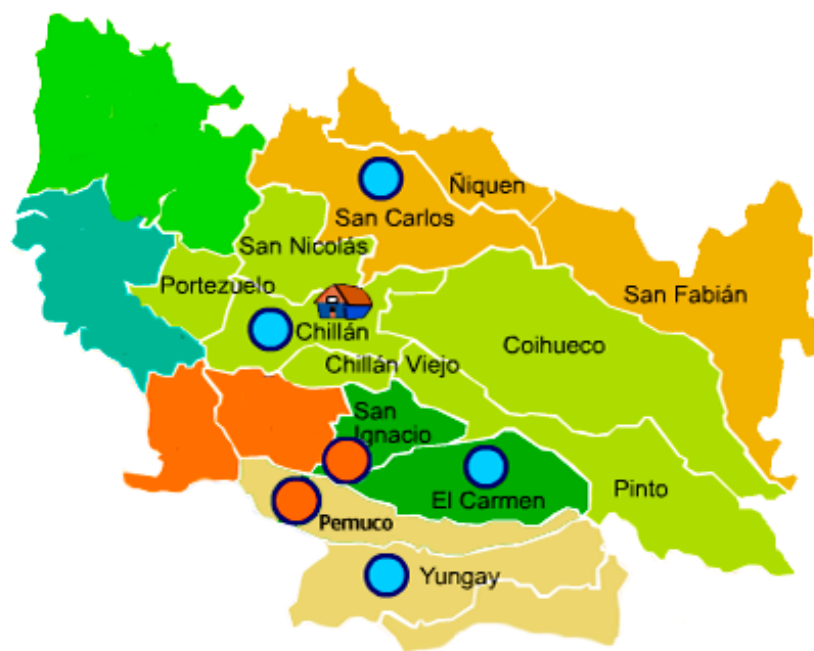 Ñiquen
San Carlos
San Nicolás
Portezuelo
San Fabián
Chillán
Coihueco
Chillán Viejo
San
Ignacio
El Carmen
Pinto
Pemuco
Yungay